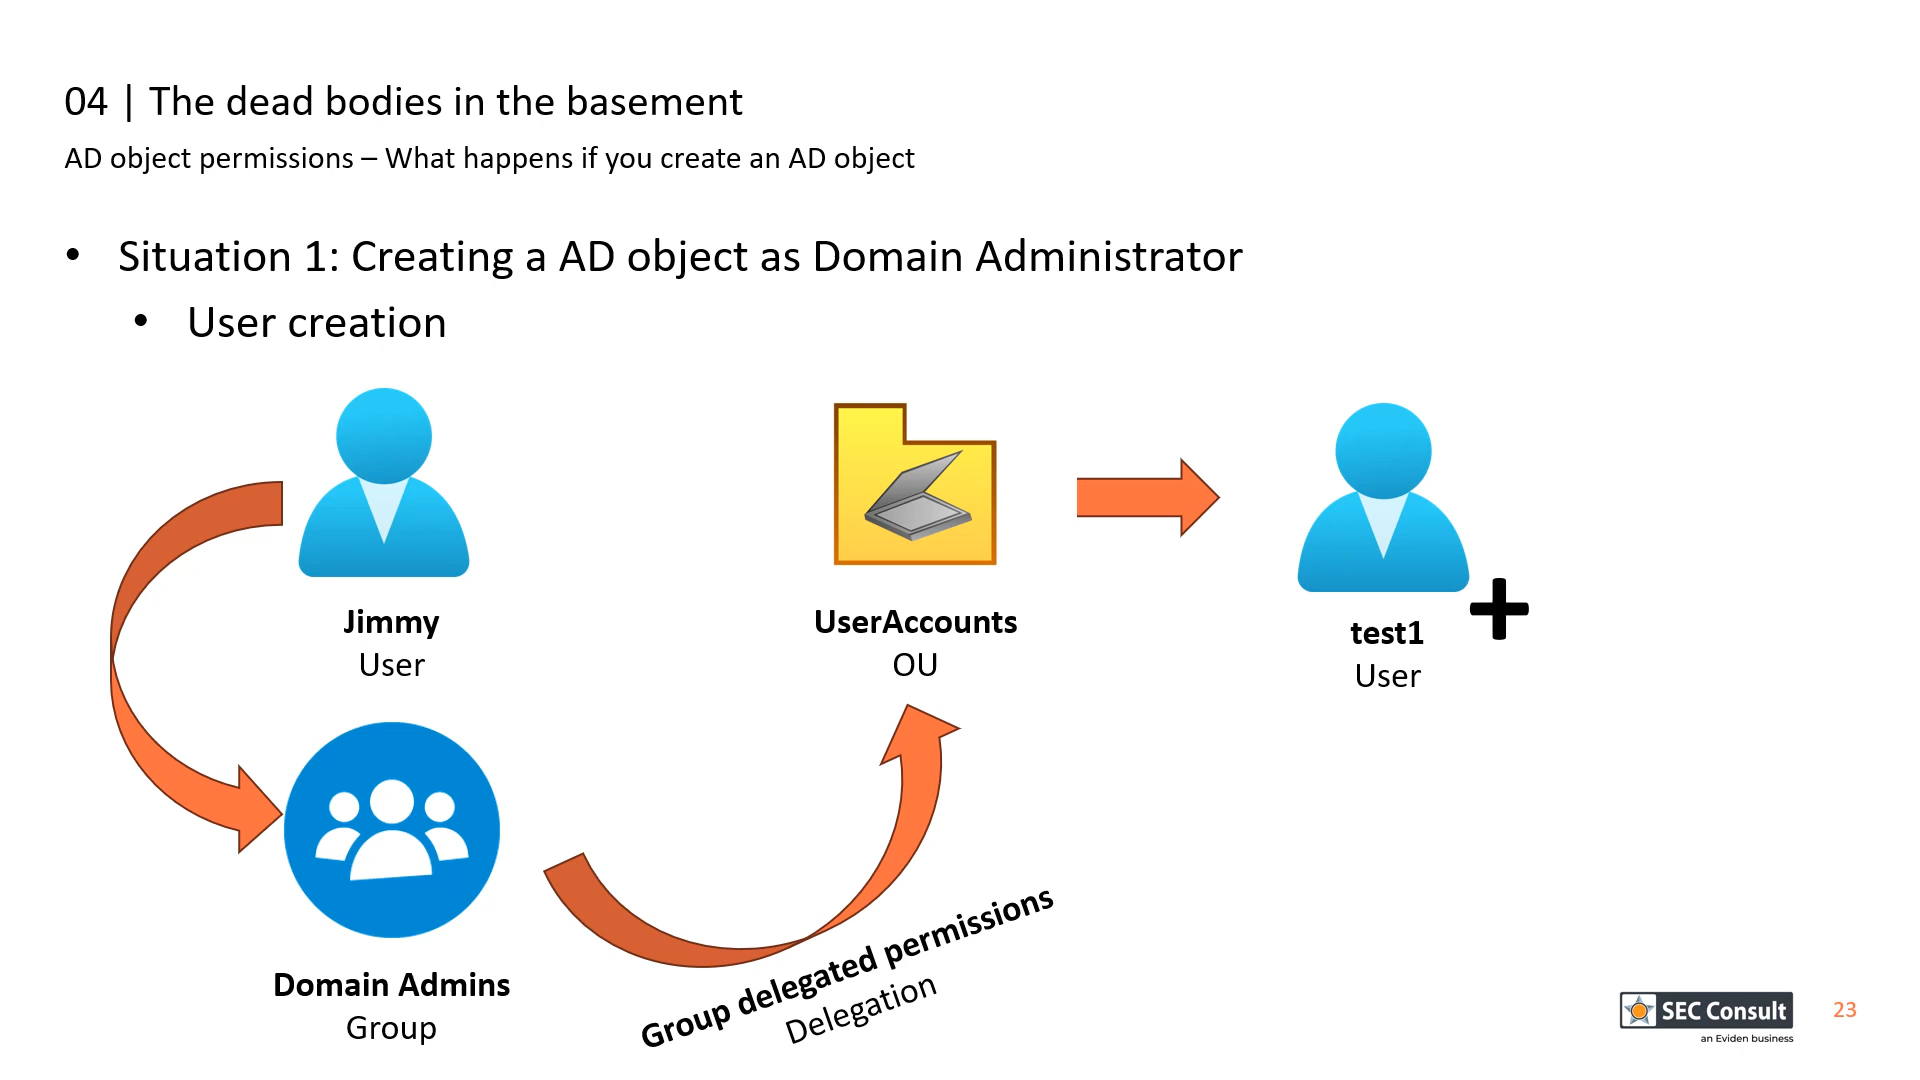 04 | The dead bodies in the basement
AD object permissions – What happens if you create an AD object
• Situation 1: Creating a AD object as Domain Administrator
• User creation
Jimmy
User
UserAccounts
OU
test1
User
Domain Admins
Group
Group delegated permissions
Delegation
SEC Consult
an Eviden business
23